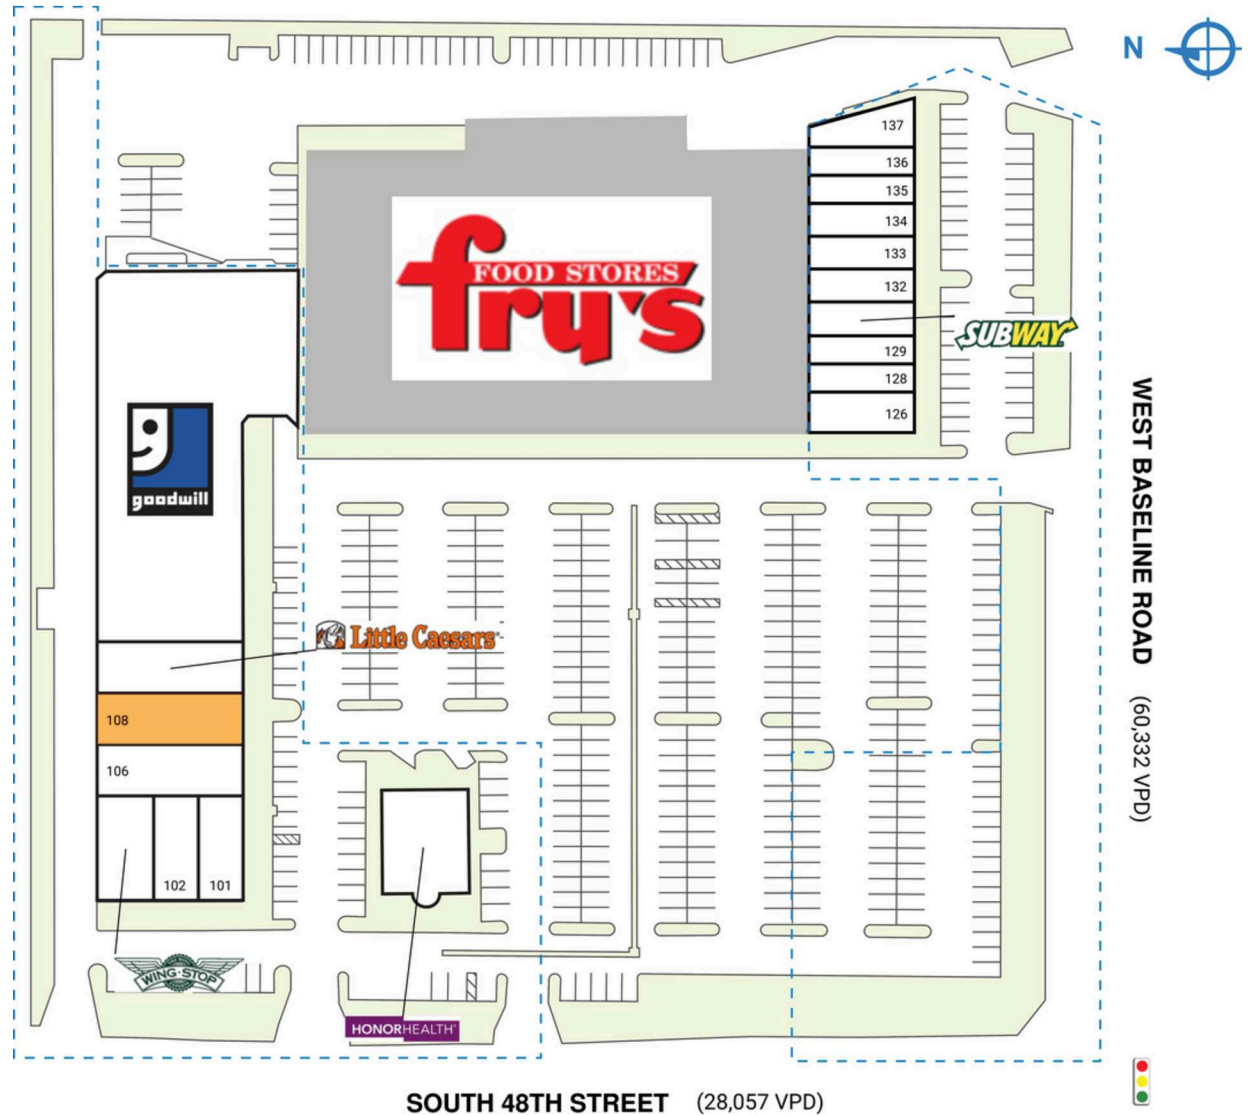 N
137
136
135
134
133
132
SUBWAY
129
128
126
FOOD STORES
fry's
goodwill
Little Caesars
108
106
102
101
WING·STOP
HONORHEALTH
WEST BASELINE ROAD (60,332 VPD)
SOUTH 48TH STREET (28,057 VPD)